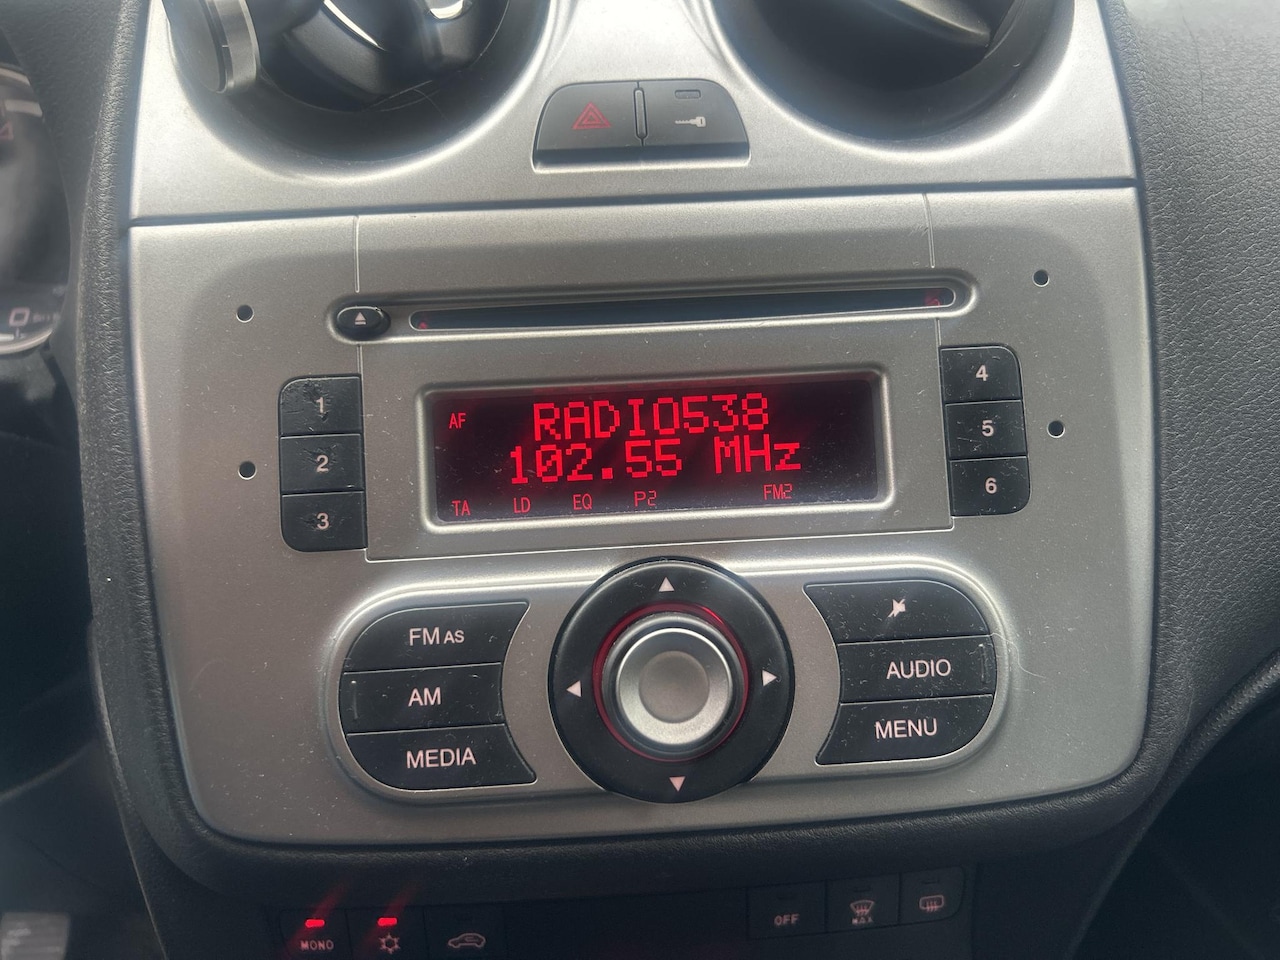 1
2
3
4
5
6
AF
RADIO538
102.55 MHz
TA LD EQ P2 FM2
FM AS
AM
MEDIA
AUDIO
MENU
MONO
OFF
MAX